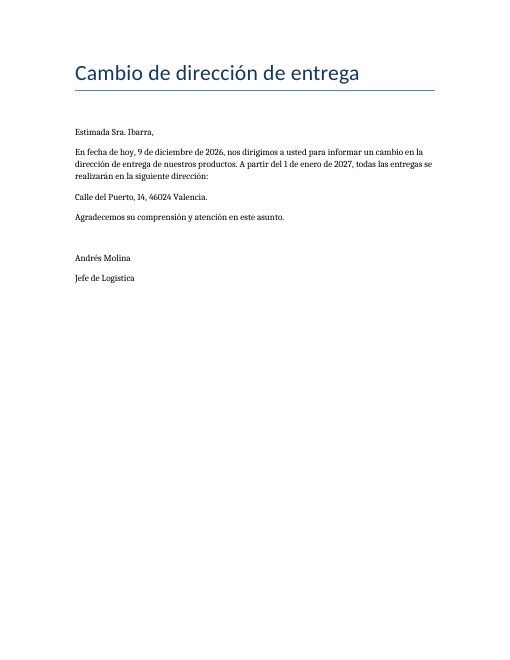 Cambio de dirección de entrega
Estimada Sra. Ibarra,
En fecha de hoy, 9 de diciembre de 2026, nos dirigimos a usted para informar un cambio en la
dirección de entrega de nuestros productos. A partir del 1 de enero de 2027, todas las entregas se
realizarán en la siguiente dirección:
Calle del Puerto, 14, 46024 Valencia.
Agradecemos su comprensión y atención en este asunto.
Andrés Molina
Jefe de Logística